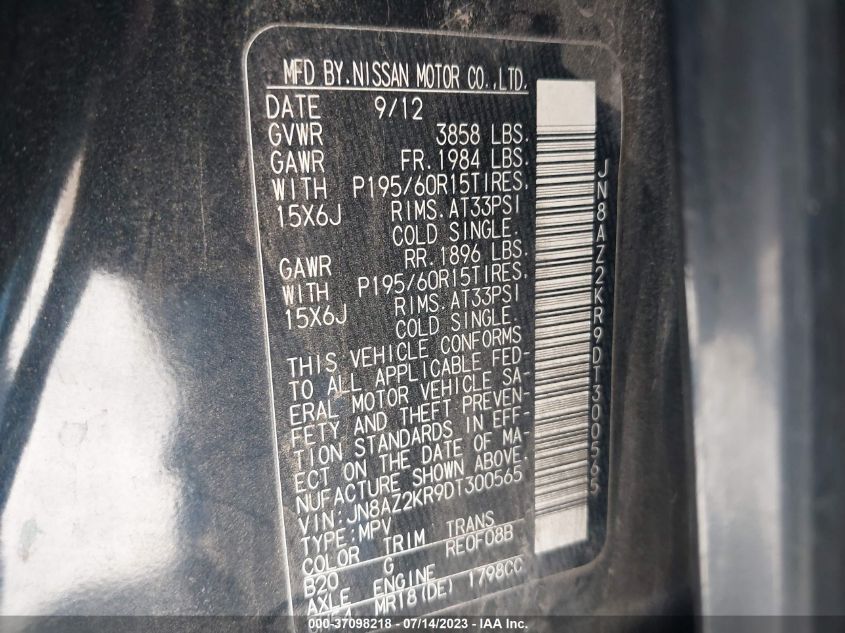 MFD BY.NISSAN MOTOR CO.,LTD.
DATE 9/12
GVWR 3858 LBS.
GAWR FR.1984 LBS.
WITH P195/60R15TIRES.
15X6J RIMS.AT33PSI
COLD SINGLE.
GAWR RR.1896 LBS.
WITH P195/60R15TIRES.
15X6J RIMS.AT33PSI
COLD SINGLE.
THIS VEHICLE CONFORMS
TO ALL APPLICABLE FED-
ERAL MOTOR VEHICLE SA-
FETY AND THEFT PREVEN-
TION STANDARDS IN EFF-
ECT ON THE DATE OF MA-
NUFACTURE SHOWN ABOVE.
VIN:JN8AZ2KR9DT300565
TYPE:MPV
COLOR TRIM TRANS
B20 G RE0F08B
AXLE ENGINE
MR18(DE) 1798CC
JN8AZ2KR9DT300565
000-37098218 - 07/14/2023 - IAA Inc.